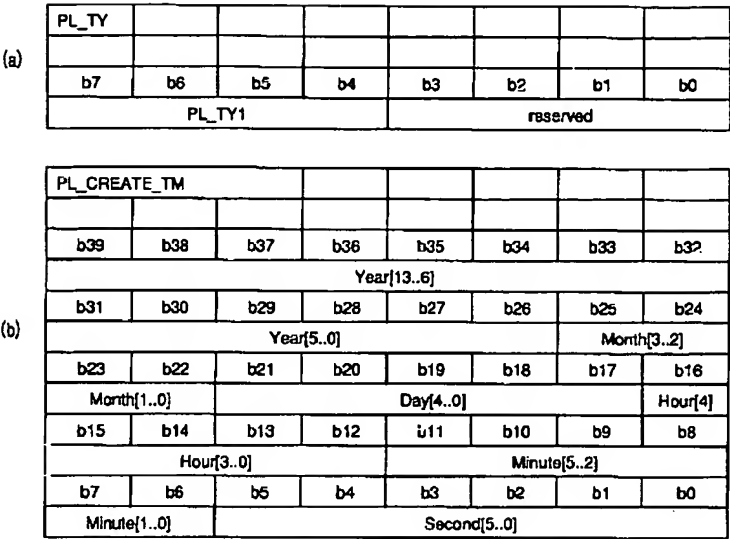 PL_TY
(a)
b7 b6 b5 b4 b3 b2 b1 b0
PL_TY1 reserved
PL_CREATE_TM
b39 b38 b37 b36 b35 b34 b33 b32
Year[13..6]
b31 b30 b29 b28 b27 b26 b25 b24
(b)
Year[5..0] Month[3..2]
b23 b22 b21 b20 b19 b18 b17 b16
Month[1..0] Day[4..0] Hour[4]
b15 b14 b13 b12 b11 b10 b9 b8
Hour[3..0] Minute[5..2]
b7 b6 b5 b4 b3 b2 b1 b0
Minute[1..0] Second[5..0]